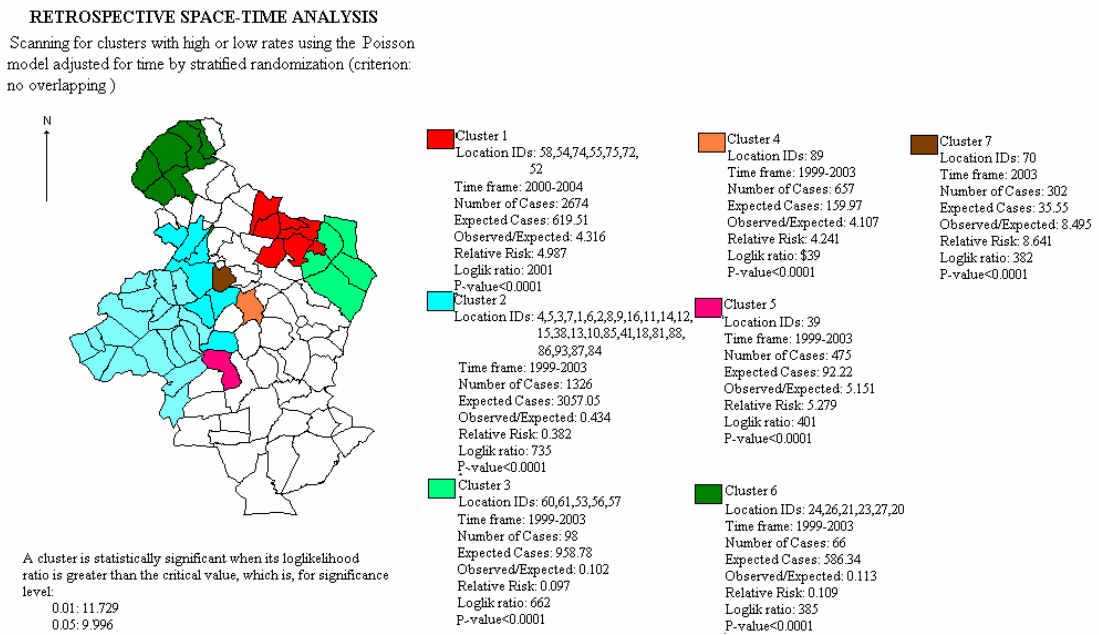 RETROSPECTIVE SPACE-TIME ANALYSIS
Scanning for clusters with high or low rates using the Poisson
model adjusted for time by stratified randomization (criterion:
no overlapping )
N
Cluster 1
Location IDs: 58,54,74,55,75,72,
52
Time frame: 2000-2004
Number of Cases: 2674
Expected Cases: 619.51
Observed/Expected: 4.316
Relative Risk: 4.987
Loglik ratio: 2001
P-value<0.0001
Cluster 2
Location IDs: 4,5,3,7,1,6,2,8,9,16,11,14,12,
15,38,13,10,85,41,18,81,88,
86,93,87,84
Time frame: 1999-2003
Number of Cases: 1326
Expected Cases: 3057.05
Observed/Expected: 0.434
Relative Risk: 0.382
Loglik ratio: 735
P-value<0.0001
Cluster 3
Location IDs: 60,61,53,56,57
Time frame: 1999-2003
Number of Cases: 98
Expected Cases: 958.78
Observed/Expected: 0.102
Relative Risk: 0.097
Loglik ratio: 662
P-value<0.0001
Cluster 4
Location IDs: 89
Time frame: 1999-2003
Number of Cases: 657
Expected Cases: 159.97
Observed/Expected: 4.107
Relative Risk: 4.241
Loglik ratio: $39
P-value<0.0001
Cluster 5
Location IDs: 39
Time frame: 1999-2003
Number of Cases: 475
Expected Cases: 92.22
Observed/Expected: 5.151
Relative Risk: 5.279
Loglik ratio: 401
P-value<0.0001
Cluster 6
Location IDs: 24,26,21,23,27,20
Time frame: 1999-2003
Number of Cases: 66
Expected Cases: 586.34
Observed/Expected: 0.113
Relative Risk: 0.109
Loglik ratio: 385
P-value<0.0001
Cluster 7
Location IDs: 70
Time frame: 2003
Number of Cases: 302
Expected Cases: 35.55
Observed/Expected: 8.495
Relative Risk: 8.641
Loglik ratio: 382
P-value<0.0001
A cluster is statistically significant when its loglikelihood
ratio is greater than the critical value, which is, for significance
level:
0.01: 11.729
0.05: 9.996